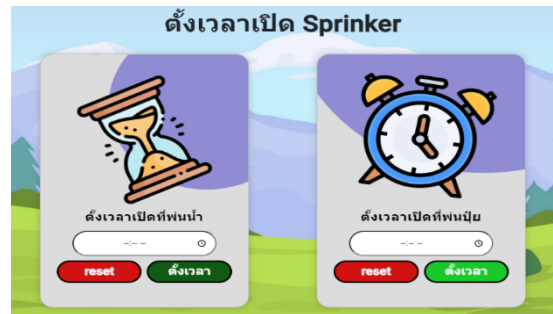 ตั้งเวลาเปิด Sprinker
ตั้งเวลาเปิดที่พ่นน้ำ
--:-- --
reset ตั้งเวลา
ตั้งเวลาเปิดที่พ่นปุ๋ย
--:-- --
reset ตั้งเวลา